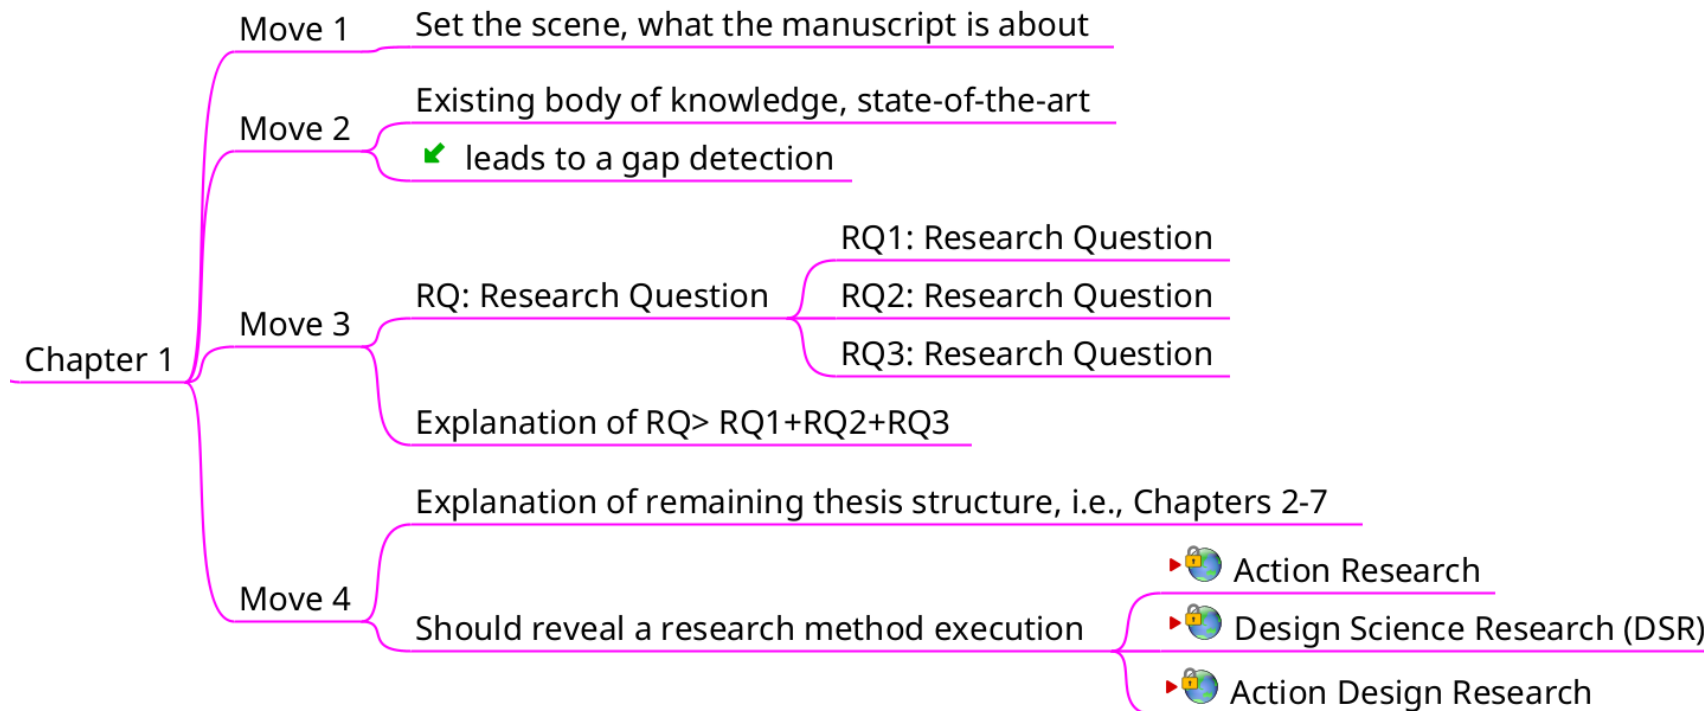 Move 1
Set the scene, what the manuscript is about
Existing body of knowledge, state-of-the-art
Move 2
leads to a gap detection
RQ1: Research Question
RQ: Research Question
RQ2: Research Question
Move 3
RQ3: Research Question
Chapter 1
Explanation of RQ> RQ1+RQ2+RQ3
Explanation of remaining thesis structure, i.e., Chapters 2-7
Action Research
Move 4
Should reveal a research method execution
Design Science Research (DSR)
Action Design Research